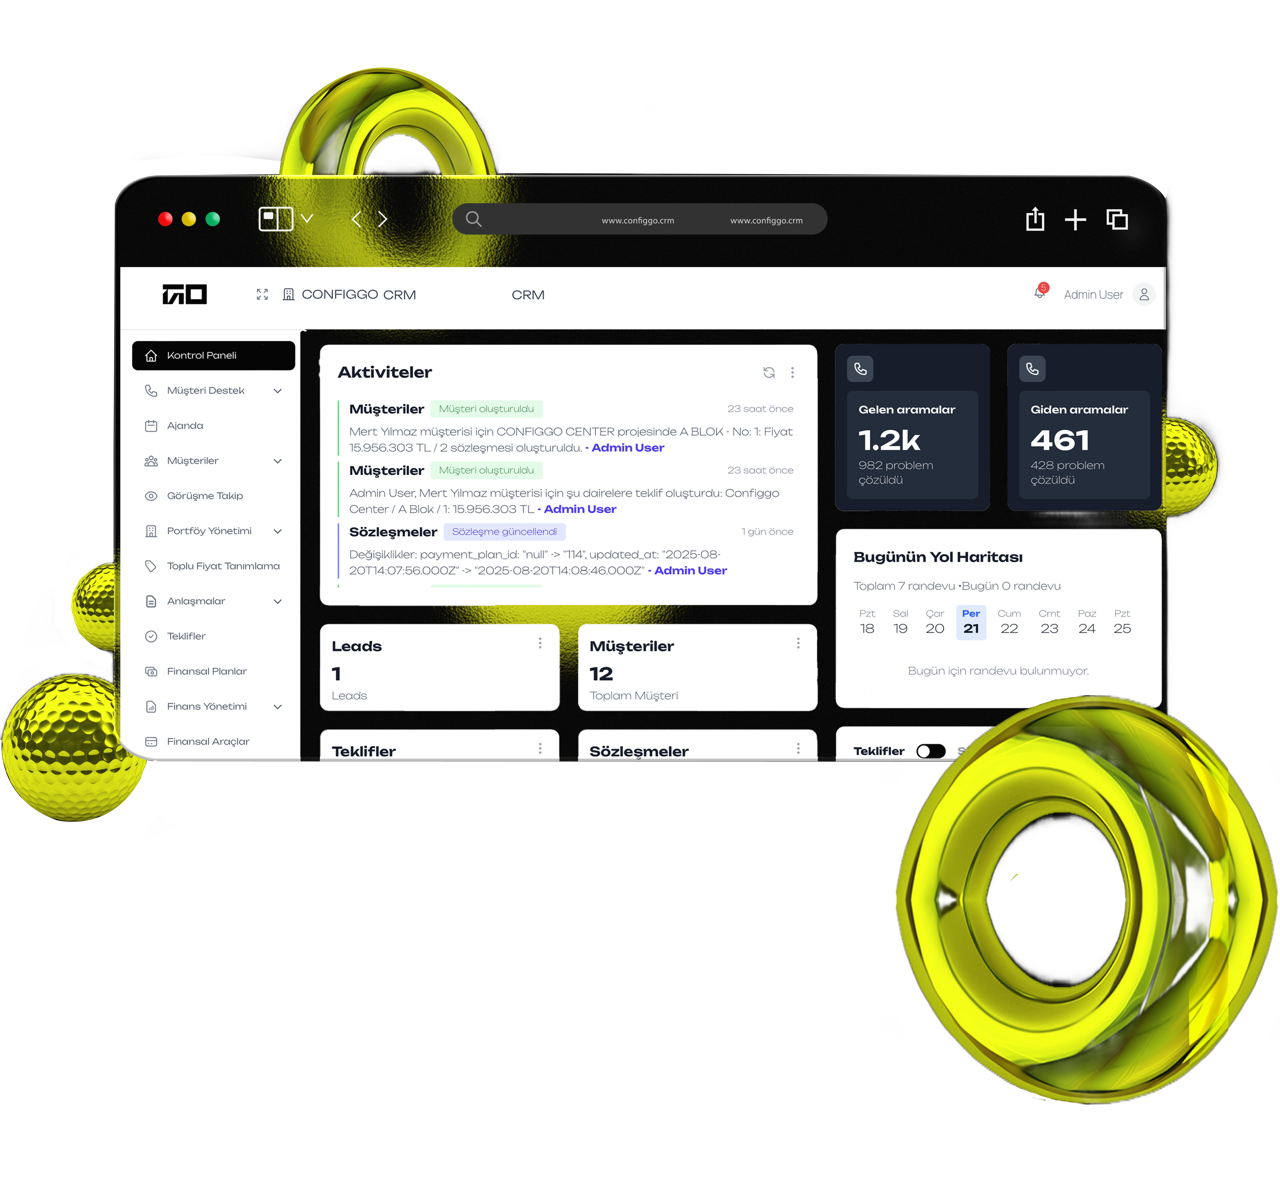 www.configgo.crm www.configgo.crm
GO CONFIGGO CRM CRM 5 Admin User
Kontrol Paneli
Müşteri Destek
Ajanda
Müşteriler
Görüşme Takip
Portföy Yönetimi
Toplu Fiyat Tanımlama
Anlaşmalar
Teklifler
Finansal Planlar
Finans Yönetimi
Finansal Araçlar
Aktiviteler
Müşteriler Müşteri oluşturuldu 23 saat önce
Mert Yılmaz müşterisi için CONFIGGO CENTER projesinde A BLOK - No: 1: Fiyat
15.956.303 TL / 2 sözleşmesi oluşturuldu. - Admin User
Müşteriler Müşteri oluşturuldu 23 saat önce
Admin User, Mert Yılmaz müşterisi için şu dairelere teklif oluşturdu: Configgo
Center / A Blok / 1: 15.956.303 TL - Admin User
Sözleşmeler Sözleşme güncellendi 1 gün önce
Değişiklikler: payment_plan_id: "null" -> "114", updated_at: "2025-08-
20T14:07:56.000Z" -> "2025-08-20T14:08:46.000Z" - Admin User
Leads
1
Leads
Müşteriler
12
Toplam Müşteri
Teklifler
Sözleşmeler
Gelen aramalar
1.2k
982 problem
çözüldü
Giden aramalar
461
428 problem
çözüldü
Bugünün Yol Haritası
Toplam 7 randevu •Bugün 0 randevu
Pzt Sal Çar Per Cum Cmt Paz Pzt
18 19 20 21 22 23 24 25
Bugün için randevu bulunmuyor.
Teklifler